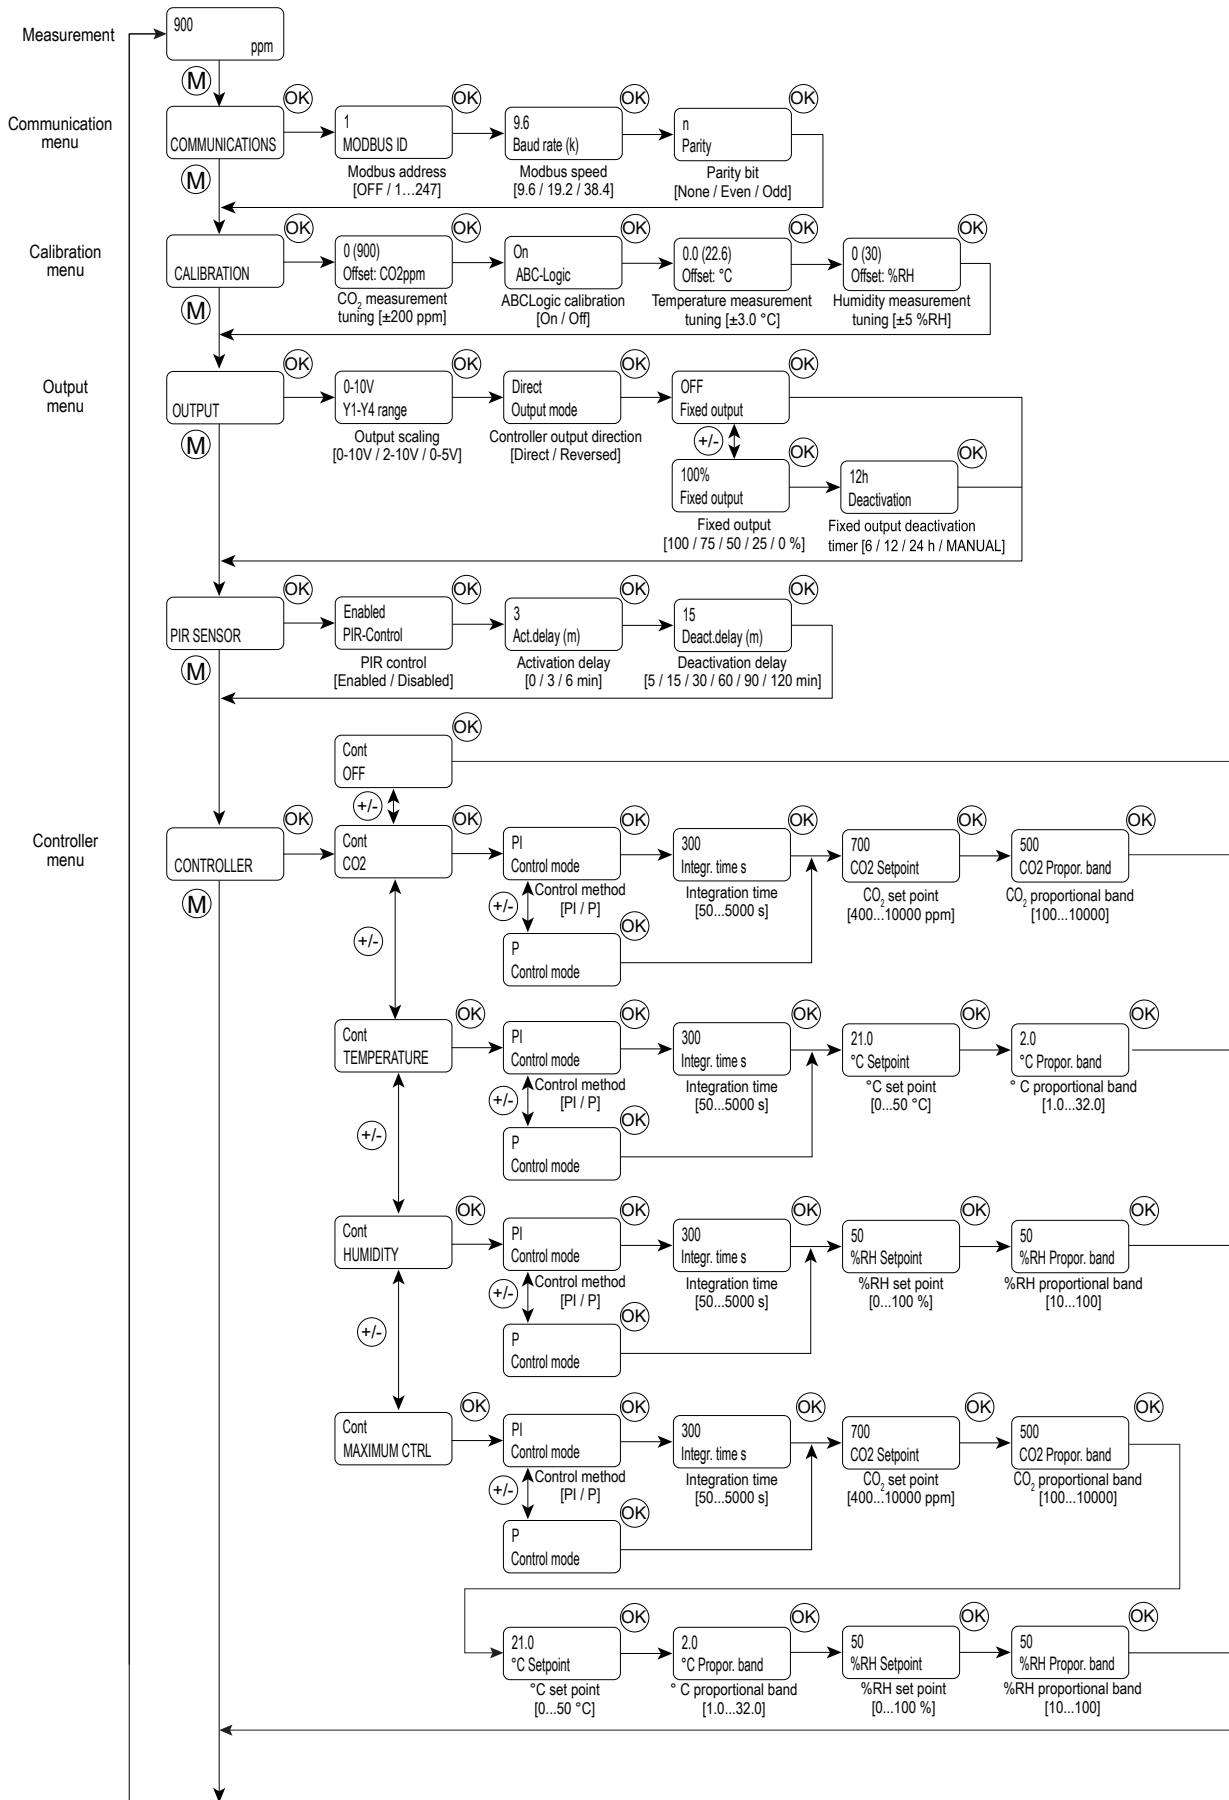 Measurement
900
ppm
M
Communication
menu
COMMUNICATIONS
OK
1
MODBUS ID
OK
9.6
Baud rate (k)
OK
n
Parity
OK
Modbus address
[OFF / 1...247]
Modbus speed
[9.6 / 19.2 / 38.4]
Parity bit
[None / Even / Odd]
M
Calibration
menu
CALIBRATION
OK
0 (900)
Offset: CO2ppm
OK
On
ABC-Logic
OK
0.0 (22.6)
Offset: °C
OK
0 (30)
Offset: %RH
OK
CO2 measurement
tuning [±200 ppm]
ABCLogic calibration
[On / Off]
Temperature measurement
tuning [±3.0 °C]
Humidity measurement
tuning [±5 %RH]
M
Output
menu
OUTPUT
OK
0-10V
Y1-Y4 range
OK
Direct
Output mode
OK
OFF
Fixed output
OK
Output scaling
[0-10V / 2-10V / 0-5V]
Controller output direction
[Direct / Reversed]
+/-
M
100%
Fixed output
OK
12h
Deactivation
OK
Fixed output
[100 / 75 / 50 / 25 / 0 %]
Fixed output deactivation
timer [6 / 12 / 24 h / MANUAL]
PIR SENSOR
OK
Enabled
PIR-Control
OK
3
Act.delay (m)
OK
15
Deact.delay (m)
OK
PIR control
[Enabled / Disabled]
Activation delay
[0 / 3 / 6 min]
Deactivation delay
[5 / 15 / 30 / 60 / 90 / 120 min]
M
Cont
OFF
OK
+/-
Controller
menu
CONTROLLER
OK
Cont
CO2
OK
PI
Control mode
OK
300
Integr. time s
OK
700
CO2 Setpoint
OK
500
CO2 Propor. band
OK
M
Control method
[PI / P]
Integration time
[50...5000 s]
CO2 set point
[400...10000 ppm]
CO2 proportional band
[100...10000]
+/-
+/-
P
Control mode
OK
Cont
TEMPERATURE
OK
PI
Control mode
OK
300
Integr. time s
OK
21.0
°C Setpoint
OK
2.0
°C Propor. band
OK
Control method
[PI / P]
Integration time
[50...5000 s]
°C set point
[0...50 °C]
° C proportional band
[1.0...32.0]
+/-
+/-
P
Control mode
OK
Cont
HUMIDITY
OK
PI
Control mode
OK
300
Integr. time s
OK
50
%RH Setpoint
OK
50
%RH Propor. band
OK
Control method
[PI / P]
Integration time
[50...5000 s]
%RH set point
[0...100 %]
%RH proportional band
[10...100]
+/-
+/-
P
Control mode
OK
Cont
MAXIMUM CTRL
OK
PI
Control mode
OK
300
Integr. time s
OK
700
CO2 Setpoint
OK
500
CO2 Propor. band
OK
Control method
[PI / P]
Integration time
[50...5000 s]
CO2 set point
[400...10000 ppm]
CO2 proportional band
[100...10000]
+/-
P
Control mode
OK
21.0
°C Setpoint
OK
2.0
°C Propor. band
OK
50
%RH Setpoint
OK
50
%RH Propor. band
OK
°C set point
[0...50 °C]
° C proportional band
[1.0...32.0]
%RH set point
[0...100 %]
%RH proportional band
[10...100]